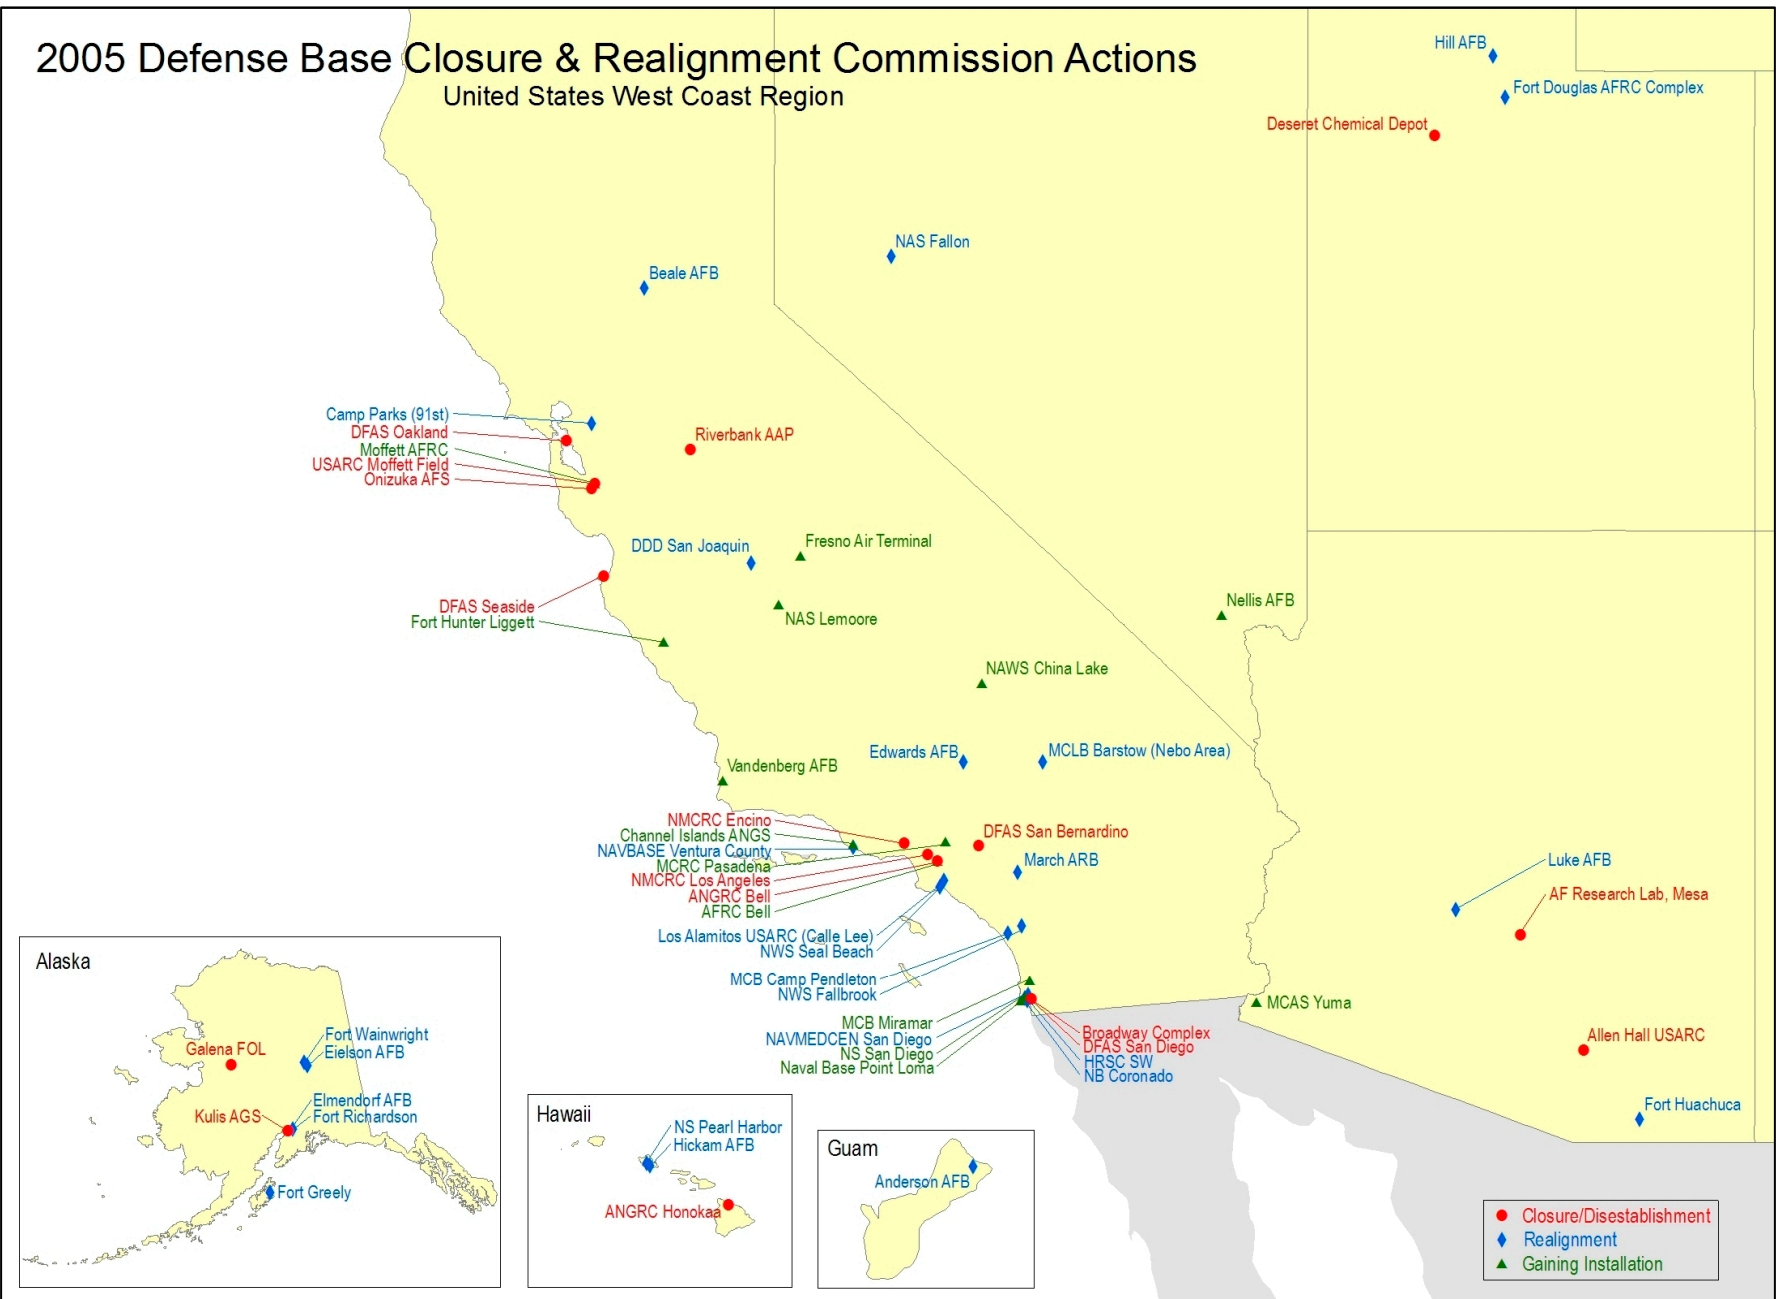 2005 Defense Base Closure & Realignment Commission Actions
United States West Coast Region
Hill AFB
Fort Douglas AFRC Complex
Deseret Chemical Depot
NAS Fallon
Beale AFB
Camp Parks (91st)
DFAS Oakland
Moffett AFRC
USARC Moffett Field
Onizuka AFS
Riverbank AAP
DDD San Joaquin
Fresno Air Terminal
NAS Lemoore
DFAS Seaside
Fort Hunter Liggett
Nellis AFB
NAWS China Lake
Edwards AFB
MCLB Barstow (Nebo Area)
Vandenberg AFB
NMCRC Encino
Channel Islands ANGS
NAVBASE Ventura County
MCRC Pasadena
NMCRC Los Angeles
ANGRC Bell
AFRC Bell
DFAS San Bernardino
March ARB
Los Alamitos USARC (Calle Lee)
NWS Seal Beach
MCB Camp Pendleton
NWS Fallbrook
MCB Miramar
NAVMEDCEN San Diego
NS San Diego
Naval Base Point Loma
Broadway Complex
DFAS San Diego
HRSC SW
NB Coronado
Luke AFB
AF Research Lab, Mesa
MCAS Yuma
Allen Hall USARC
Fort Huachuca
Alaska
Fort Wainwright
Eielson AFB
Galena FOL
Elmendorf AFB
Fort Richardson
Kulis AGS
Fort Greely
Hawaii
NS Pearl Harbor
Hickam AFB
ANGRC Honokaa
Guam
Anderson AFB
Closure/Disestablishment
Realignment
Gaining Installation